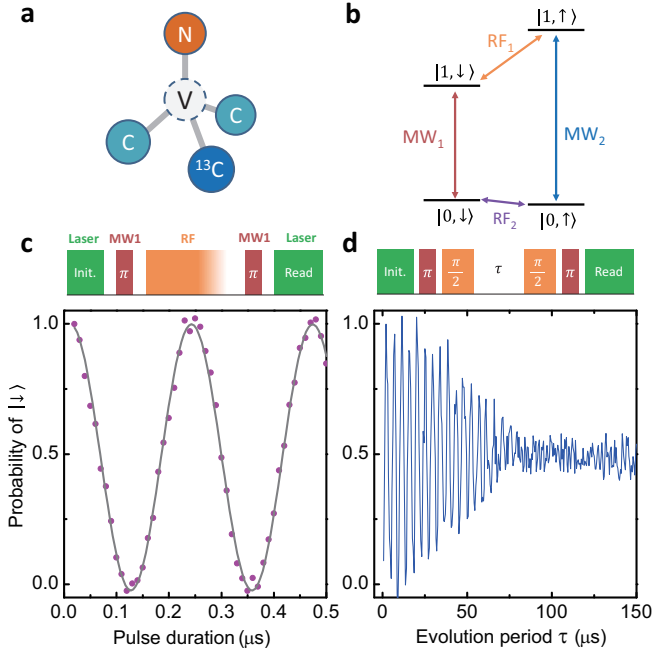 a
N
V
C
C
13C
b
|1,↑⟩
RF1
|1,↓⟩
MW1
MW2
|0,↓⟩
RF2
|0,↑⟩
c
Laser MW1 RF MW1 Laser
Init. π π Read
1.0
0.5
0.0
Probability of |↓⟩
0.0 0.1 0.2 0.3 0.4 0.5
Pulse duration (μs)
d
Init. π π/2 τ π/2 π Read
1.0
0.5
0.0
0 50 100 150
Evolution period τ (μs)